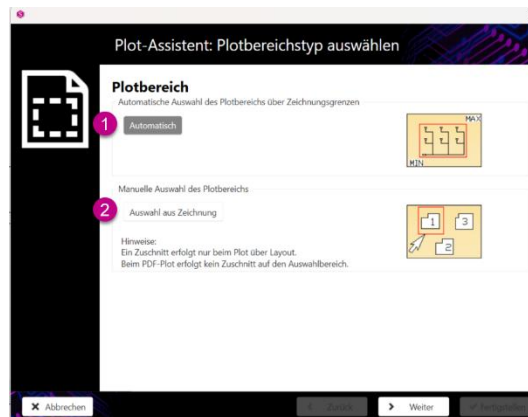 Plot-Assistent: Plotbereichstyp auswählen
Plotbereich
Automatische Auswahl des Plotbereichs über Zeichnungsgrenzen
1
Automatisch
MAX
MIN
Manuelle Auswahl des Plotbereichs
2
Auswahl aus Zeichnung
1
3
2
Hinweise:
Ein Zuschnitt erfolgt nur beim Plot über Layout.
Beim PDF-Plot erfolgt kein Zuschnitt auf den Auswahlbereich.
Abbrechen
Zurück
Weiter
Fertigstellen